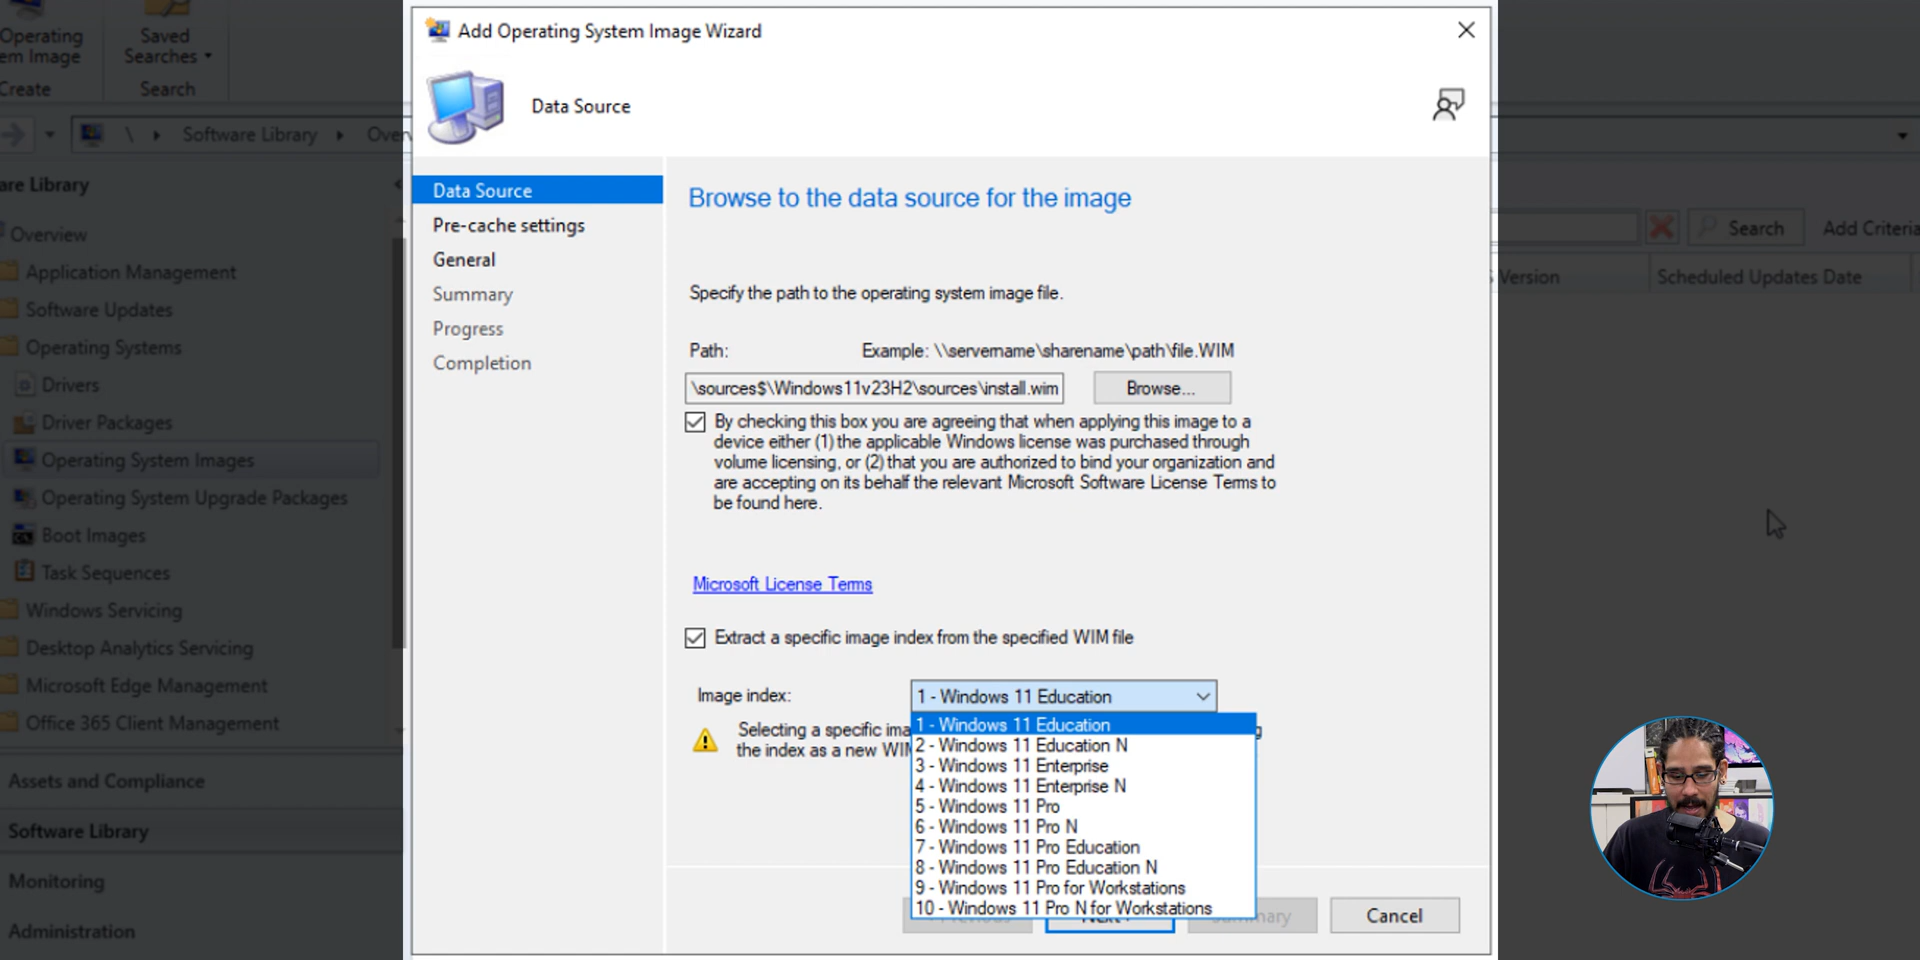 Operating
em Image
Create
Saved
Searches
Search
\ Software Library Over
are Library
Overview
Application Management
Software Updates
Operating Systems
Drivers
Driver Packages
Operating System Images
Operating System Upgrade Packages
Boot Images
Task Sequences
Windows Servicing
Desktop Analytics Servicing
Microsoft Edge Management
Office 365 Client Management
Assets and Compliance
Software Library
Monitoring
Administration
Add Operating System Image Wizard
Data Source
Data Source
Pre-cache settings
General
Summary
Progress
Completion
Browse to the data source for the image
Specify the path to the operating system image file.
Path: Example: \\servername\sharename\path\file.WIM
\sources$\Windows11v23H2\sources\install.wim Browse...
By checking this box you are agreeing that when applying this image to a
device either (1) the applicable Windows license was purchased through
volume licensing, or (2) that you are authorized to bind your organization and
are accepting on its behalf the relevant Microsoft Software License Terms to
be found here.
Microsoft License Terms
Extract a specific image index from the specified WIM file
Image index: 1 - Windows 11 Education
Selecting a specific ima
the index as a new WIM
1 - Windows 11 Education
2 - Windows 11 Education N
3 - Windows 11 Enterprise
4 - Windows 11 Enterprise N
5 - Windows 11 Pro
6 - Windows 11 Pro N
7 - Windows 11 Pro Education
8 - Windows 11 Pro Education N
9 - Windows 11 Pro for Workstations
10 - Windows 11 Pro N for Workstations
Cancel
Search Add Criteria
Version Scheduled Updates Date